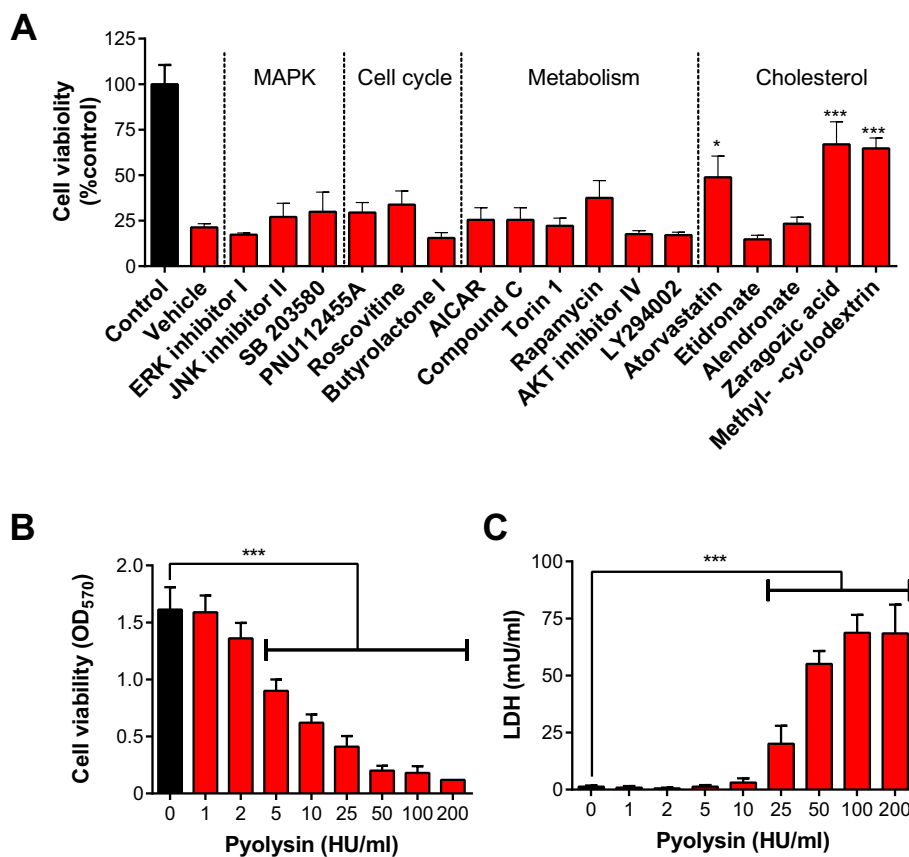 A
Cell viabiolity
(%control)
125
100
75
50
25
0
MAPK
Cell cycle
Metabolism
Cholesterol
*
***
***
Control
Vehicle
ERK inhibitor I
JNK inhibitor II
SB 203580
PNU112455A
Roscovitine
Butyrolactone I
AICAR
Compound C
Torin 1
Rapamycin
AKT inhibitor IV
LY294002
Atorvastatin
Etidronate
Alendronate
Zaragozic acid
Methyl- -cyclodextrin
B
Cell viability (OD570)
2.0
1.5
1.0
0.5
0
***
0 1 2 5 10 25 50 100 200
Pyolysin (HU/ml)
C
LDH (mU/ml)
100
75
50
25
0
***
0 1 2 5 10 25 50 100 200
Pyolysin (HU/ml)